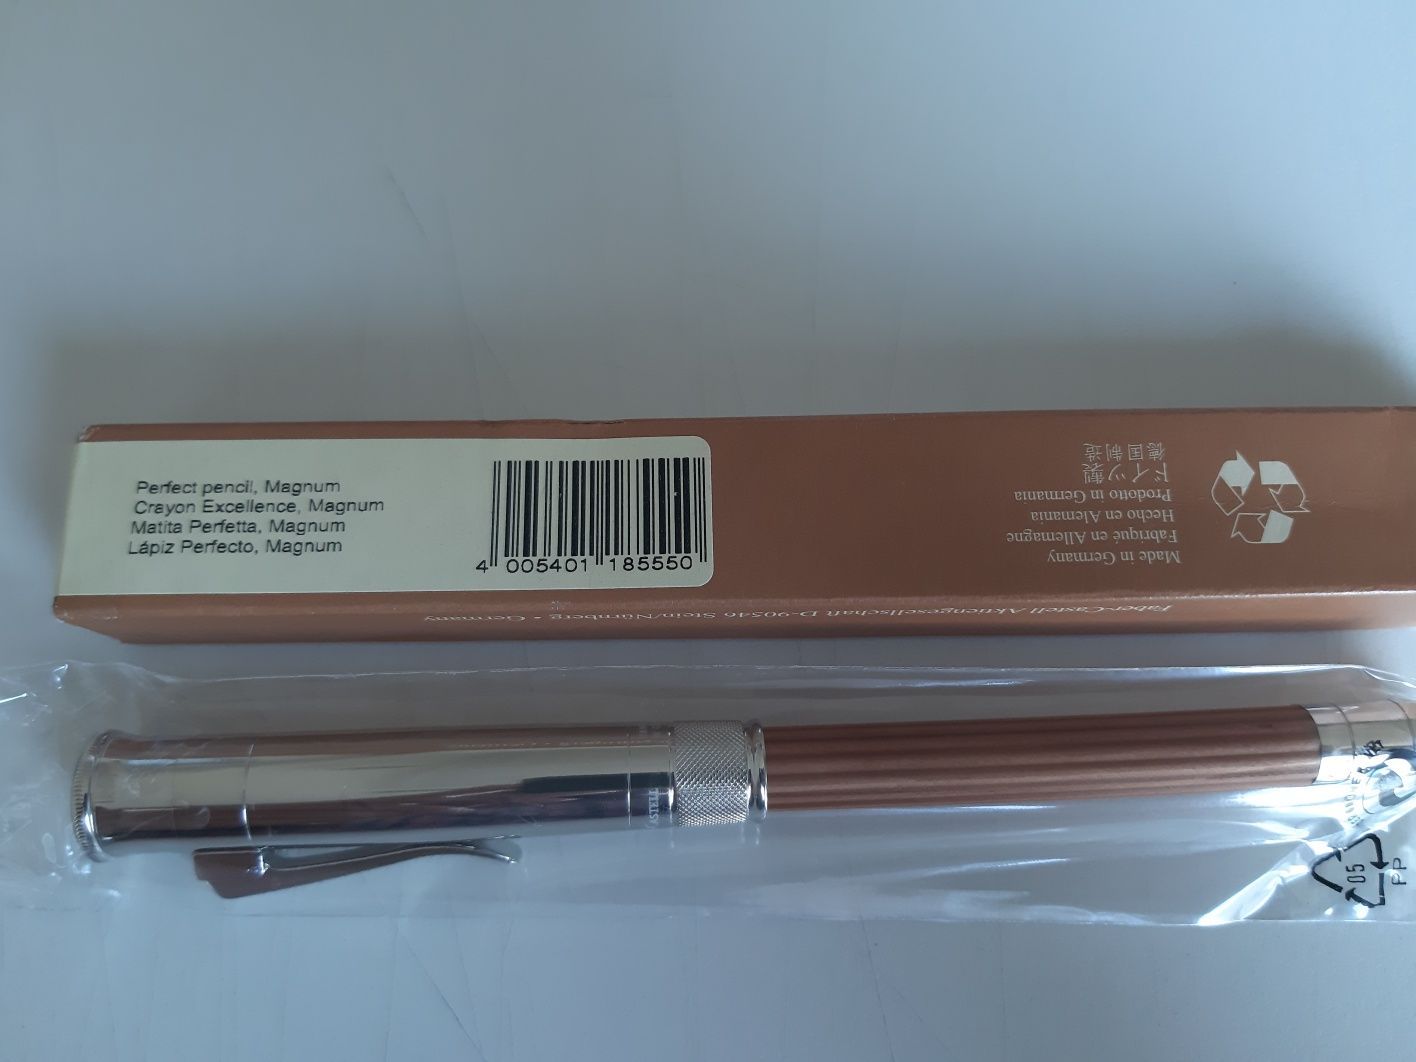 Perfect pencil, Magnum
Crayon Excellence, Magnum
Matita Perfetta, Magnum
Lápiz Perfecto, Magnum
4 005401 185550
Made in Germany
Fabriqué en Allemagne
Hecho en Alemania
Prodotto in Germania
ドイツ製
德国制造
Faber-Castell Aktiengesellschaft D-90546 Stein/Nürnberg • Germany
CASTELL
05
PP